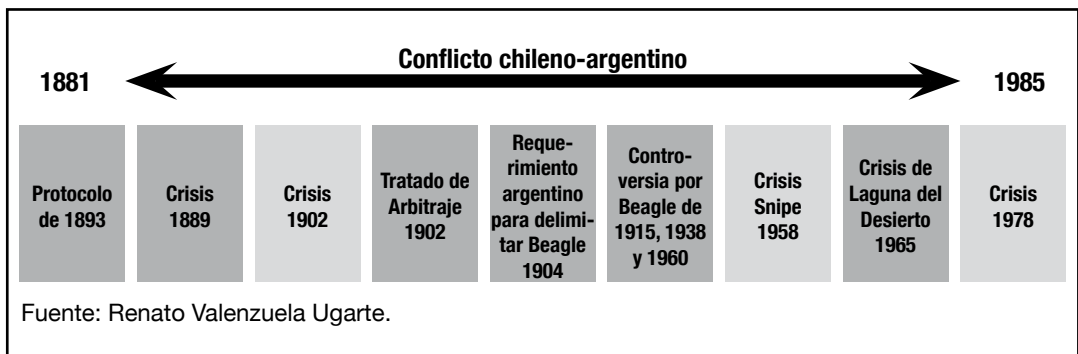 Conflicto chileno-argentino
1881
1985
Protocolo
de 1893
Crisis
1889
Crisis
1902
Tratado de
Arbitraje
1902
Reque-
rimiento
argentino
para delimi-
tar Beagle
1904
Contro-
versia por
Beagle de
1915, 1938
y 1960
Crisis
Snipe
1958
Crisis de
Laguna del
Desierto
1965
Crisis
1978
Fuente: Renato Valenzuela Ugarte.